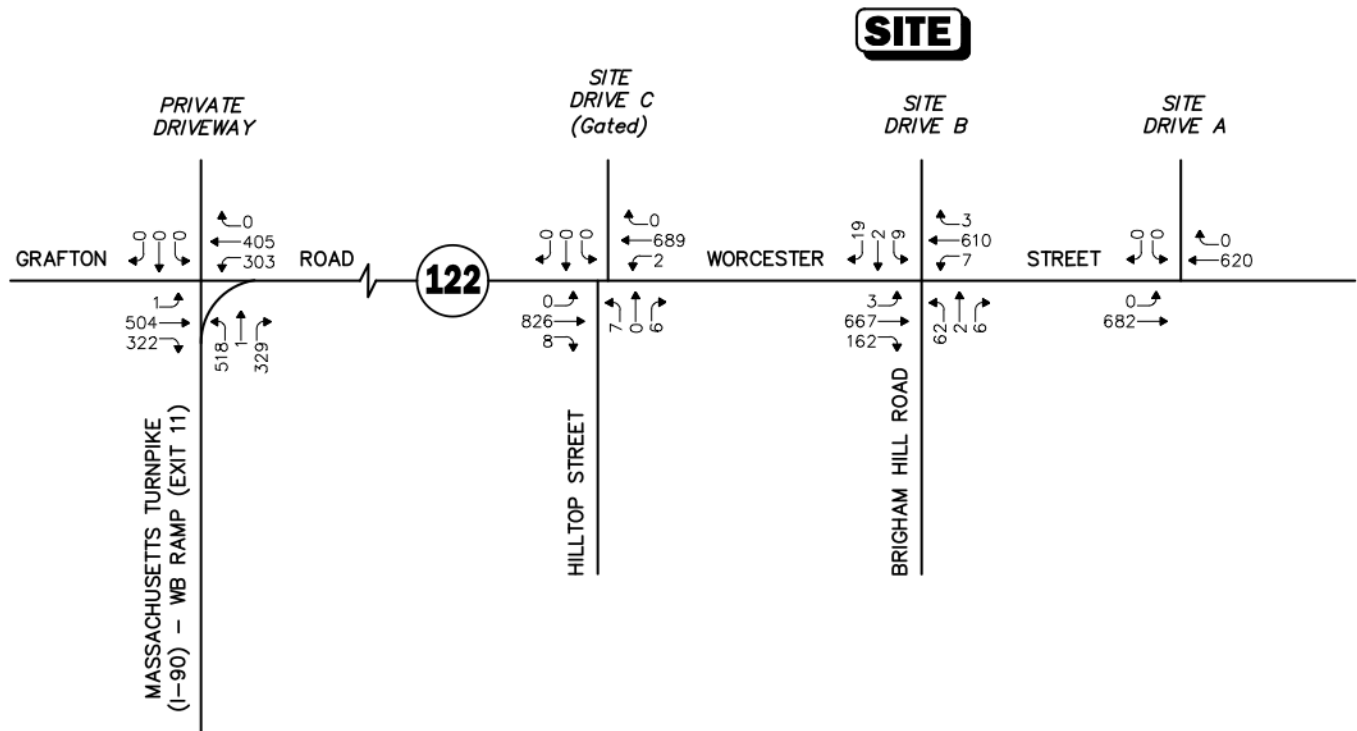 SITE
PRIVATE
DRIVEWAY
SITE
DRIVE C
(Gated)
SITE
DRIVE B
SITE
DRIVE A
0 0 0
0
405
303
0 0 0
0
689
2
19 2 9
3
610
7
0 0
0
620
GRAFTON ROAD 122 WORCESTER STREET
1
504
322
518 1 329
0
826
8
7 0 6
3
667
162
62 2 6
0
682
MASSACHUSETTS TURNPIKE
(I-90) – WB RAMP (EXIT 11)
HILLTOP STREET
BRIGHAM HILL ROAD